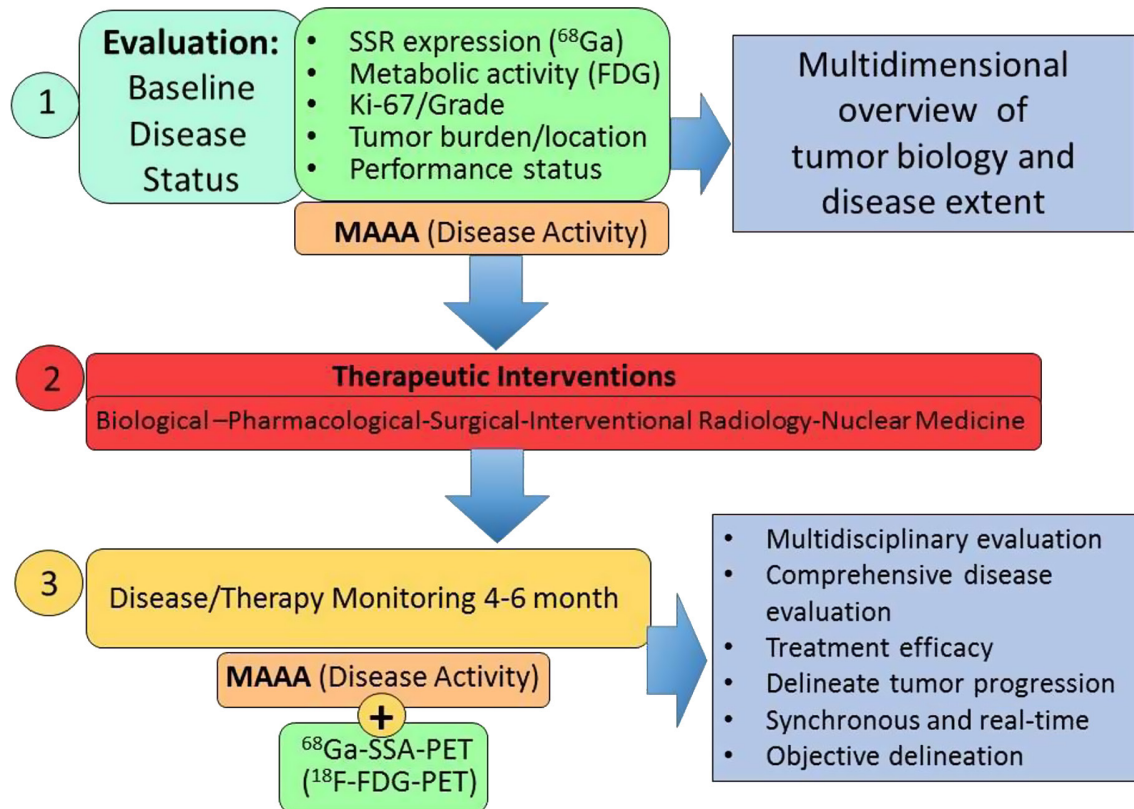 1
Evaluation:
Baseline
Disease
Status
• SSR expression (⁶⁸Ga)
• Metabolic activity (FDG)
• Ki-67/Grade
• Tumor burden/location
• Performance status
MAAA (Disease Activity)
Multidimensional
overview of
tumor biology and
disease extent
2
Therapeutic Interventions
Biological–Pharmacological-Surgical-Interventional Radiology-Nuclear Medicine
3
Disease/Therapy Monitoring 4-6 month
MAAA (Disease Activity)
+
⁶⁸Ga-SSA-PET
(¹⁸F-FDG-PET)
• Multidisciplinary evaluation
• Comprehensive disease
evaluation
• Treatment efficacy
• Delineate tumor progression
• Synchronous and real-time
• Objective delineation